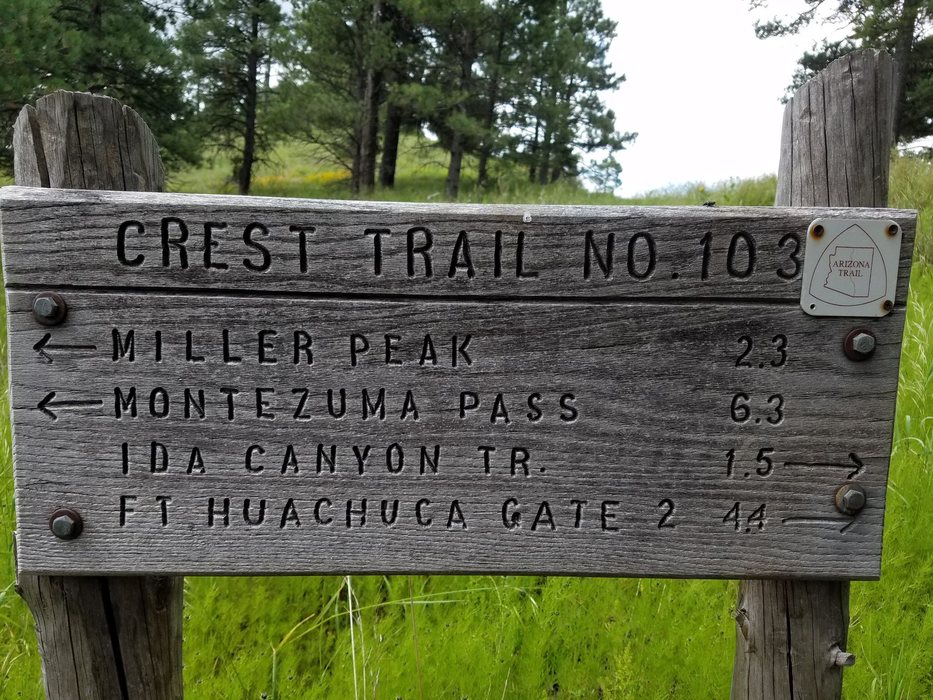 CREST TRAIL NO. 103
ARIZONA
TRAIL
← MILLER PEAK 2.3
← MONTEZUMA PASS 6.3
IDA CANYON TR. 1.5 →
FT HUACHUCA GATE 2 4.4 →